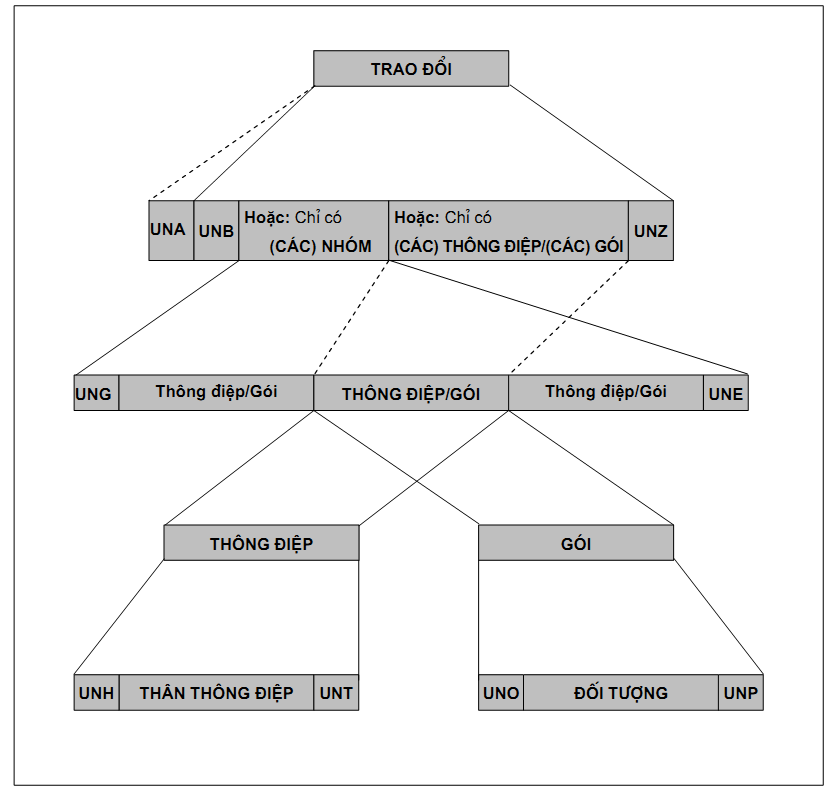 TRAO ĐỔI
UNA
UNB
Hoặc: Chỉ có
(CÁC) NHÓM
Hoặc: Chỉ có
(CÁC) THÔNG ĐIỆP/(CÁC) GÓI
UNZ
UNG
Thông điệp/Gói
THÔNG ĐIỆP/GÓI
Thông điệp/Gói
UNE
THÔNG ĐIỆP
GÓI
UNH
THÂN THÔNG ĐIỆP
UNT
UNO
ĐỐI TƯỢNG
UNP